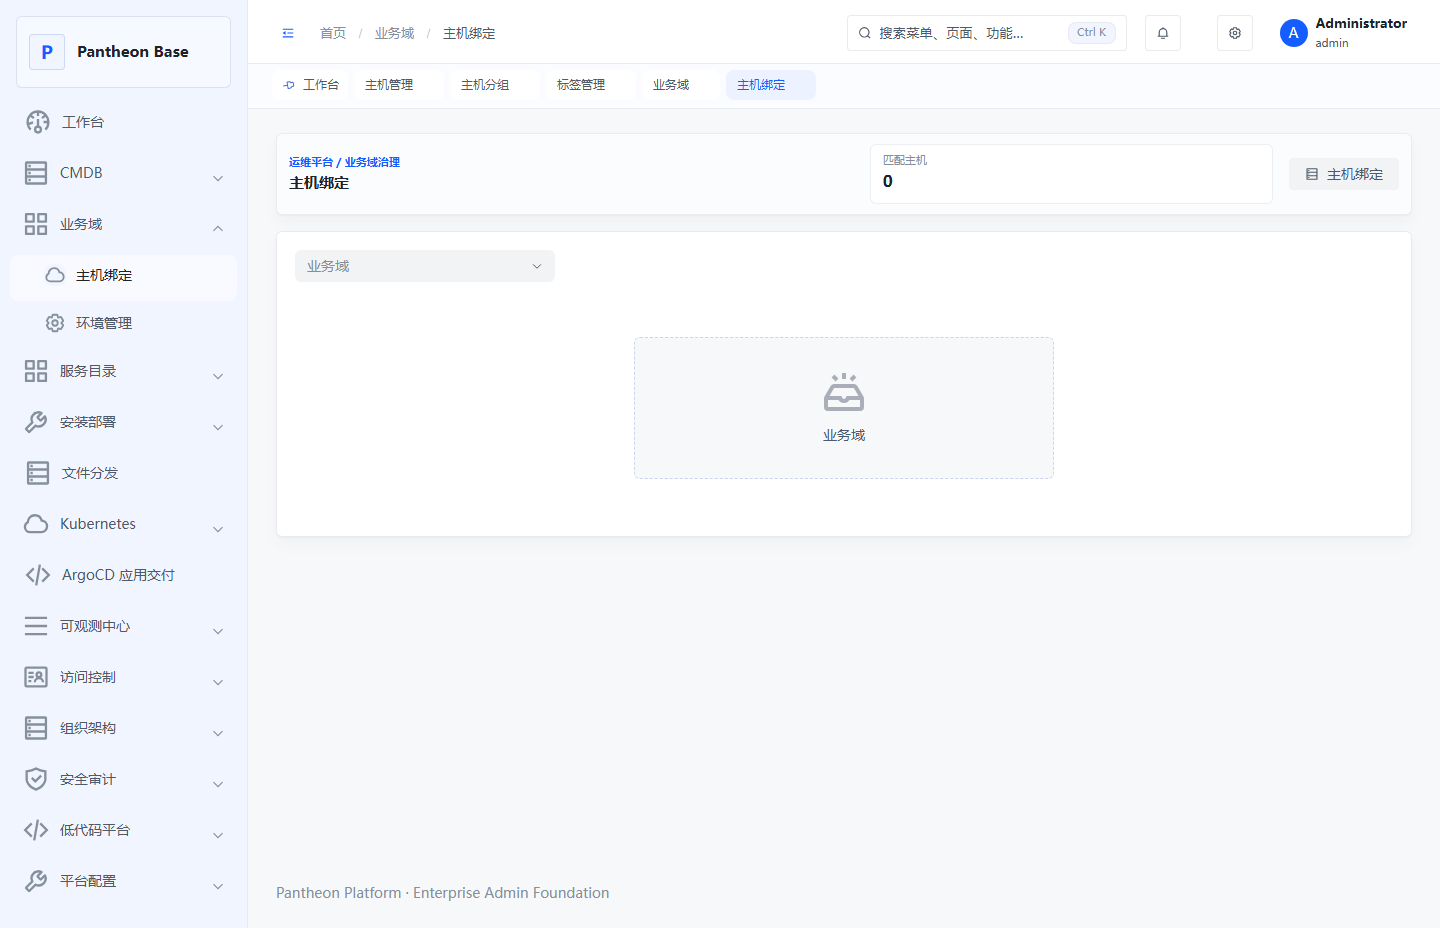 P
Pantheon Base
工作台
CMDB
业务域
主机绑定
环境管理
服务目录
安装部署
文件分发
Kubernetes
ArgoCD 应用交付
可观测中心
访问控制
组织架构
安全审计
低代码平台
平台配置
首页 / 业务域 / 主机绑定
搜索菜单、页面、功能...
Ctrl K
A
Administrator
admin
工作台
主机管理
主机分组
标签管理
业务域
主机绑定
运维平台 / 业务域治理
主机绑定
匹配主机
0
主机绑定
业务域
业务域
Pantheon Platform · Enterprise Admin Foundation